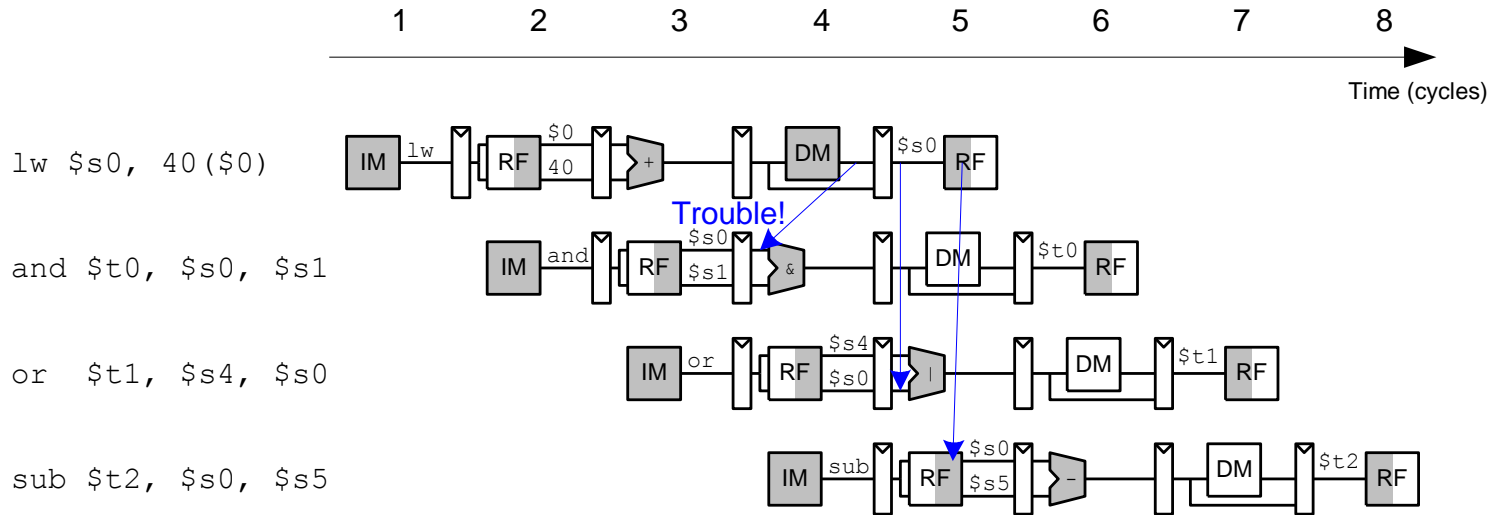 1 2 3 4 5 6 7 8
Time (cycles)
lw $s0, 40($0) IM lw RF $0 40 + DM $s0 RF
Trouble!
and $t0, $s0, $s1 IM and RF $s0 $s1 & DM $t0 RF
or $t1, $s4, $s0 IM or RF $s4 $s0 | DM $t1 RF
sub $t2, $s0, $s5 IM sub RF $s0 $s5 - DM $t2 RF